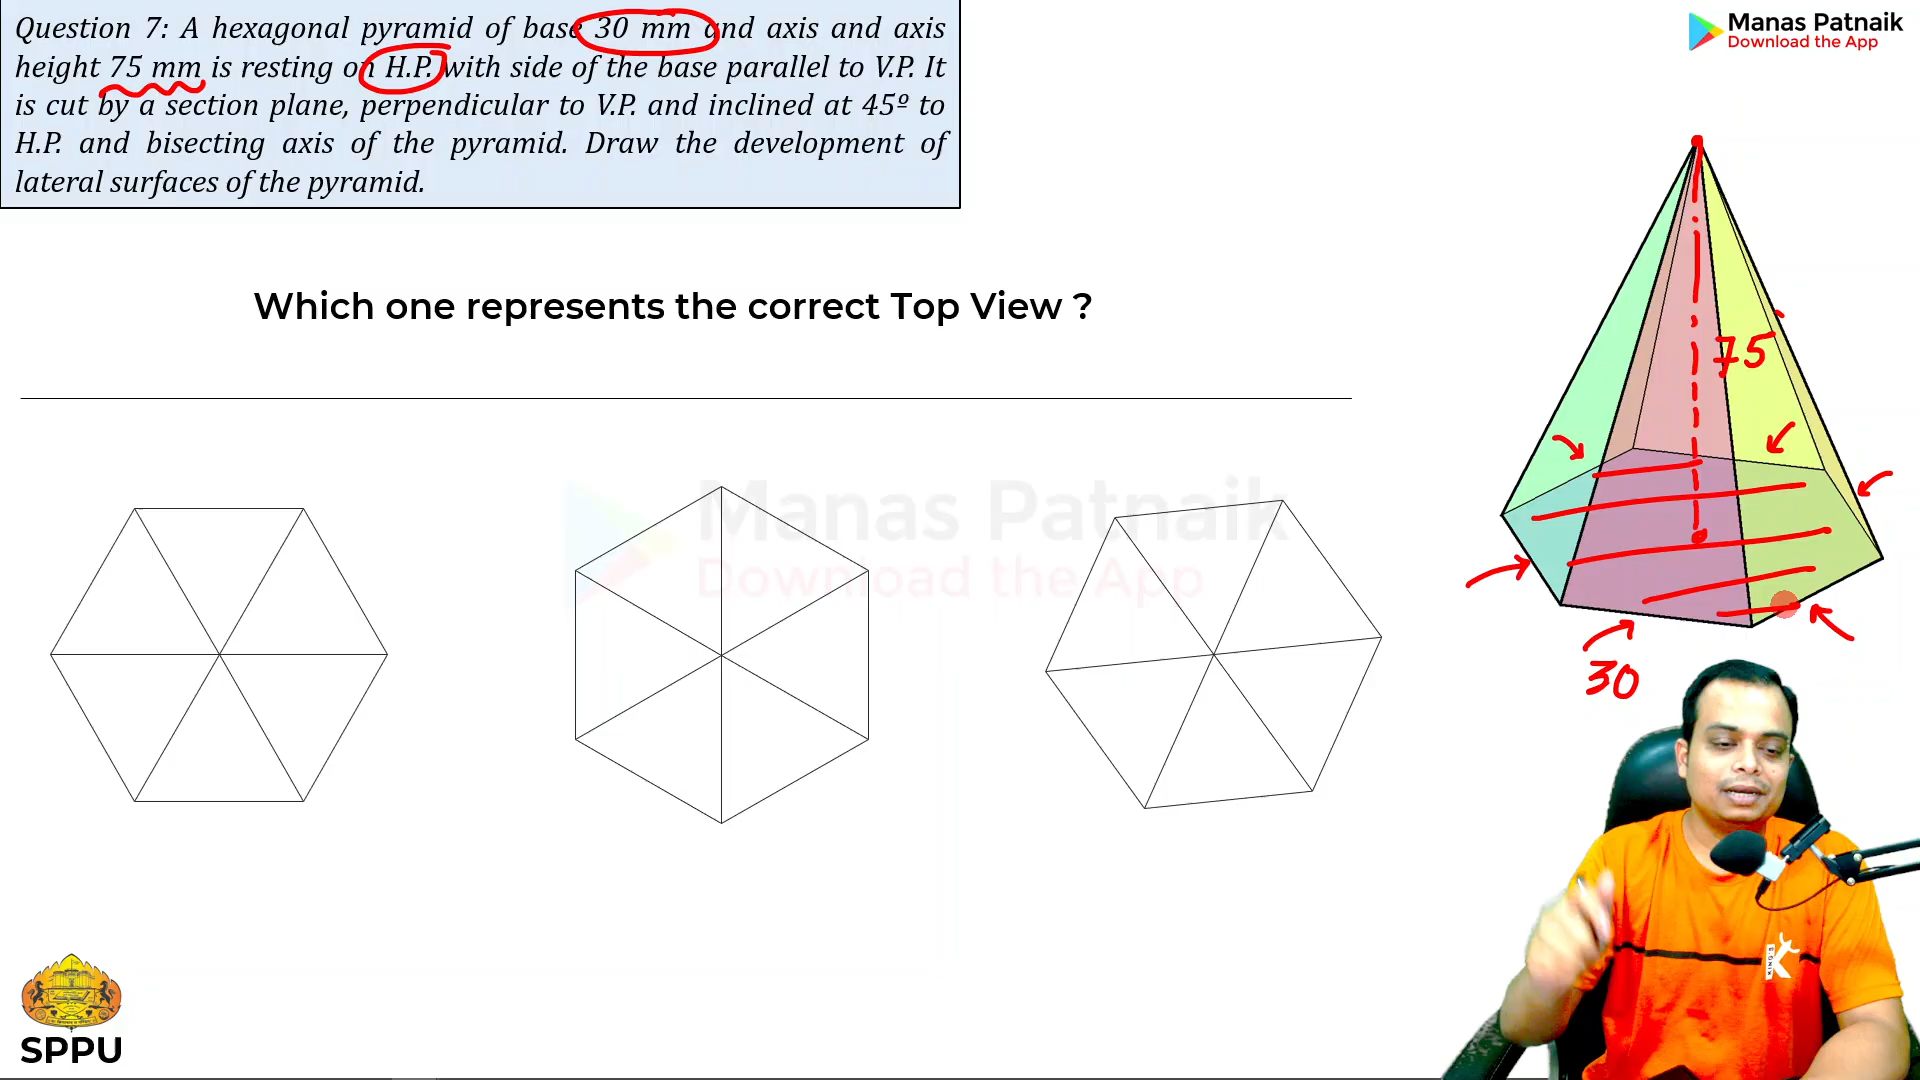 Question 7: A hexagonal pyramid of base 30 mm and axis and axis
height 75 mm is resting on H.P. with side of the base parallel to V.P. It
is cut by a section plane, perpendicular to V.P. and inclined at 45º to
H.P. and bisecting axis of the pyramid. Draw the development of
lateral surfaces of the pyramid.
Manas Patnaik
Download the App
Which one represents the correct Top View ?
75
Manas Patnaik
Download the App
30
SPPU